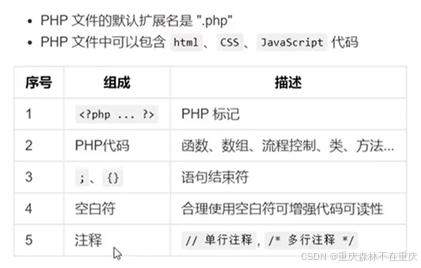 PHP 文件的默认扩展名是 ".php"
PHP 文件中可以包含 html、CSS、JavaScript 代码
序号 组成 描述
1 <?php ... ?> PHP 标记
2 PHP代码 函数、数组、流程控制、类、方法...
3 ;、{} 语句结束符
4 空白符 合理使用空白符可增强代码可读性
5 注释 // 单行注释, /* 多行注释 */
CSDN @重庆森林不在重庆